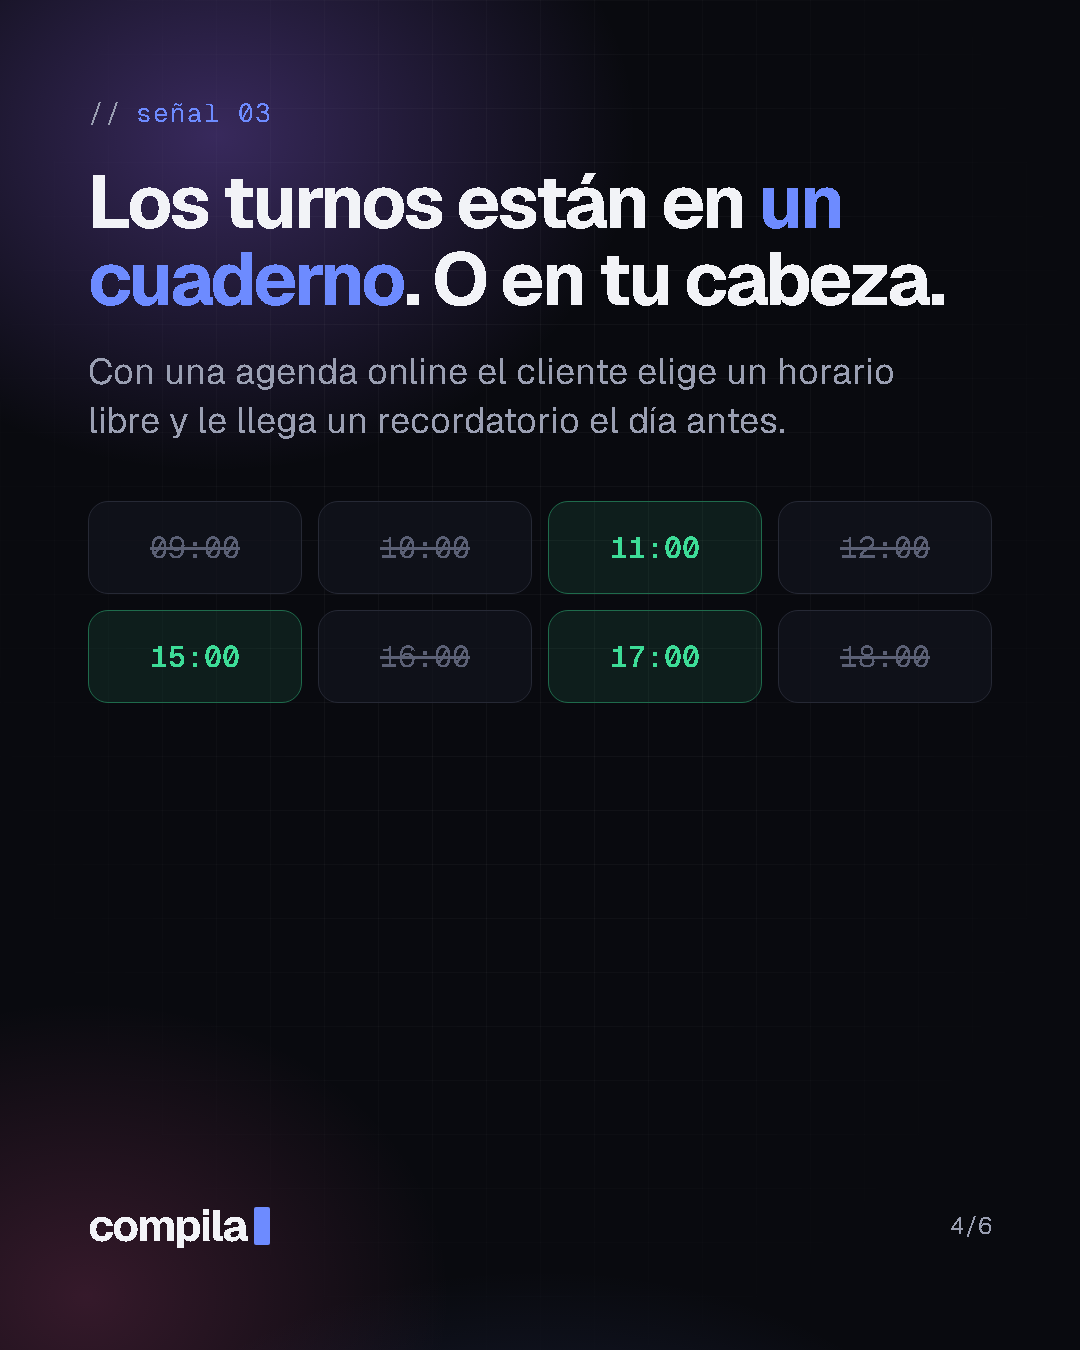 // señal 03
Los turnos están en un
cuaderno. O en tu cabeza.
Con una agenda online el cliente elige un horario
libre y le llega un recordatorio el día antes.
09:00 10:00 11:00 12:00
15:00 16:00 17:00 18:00
compila
4/6